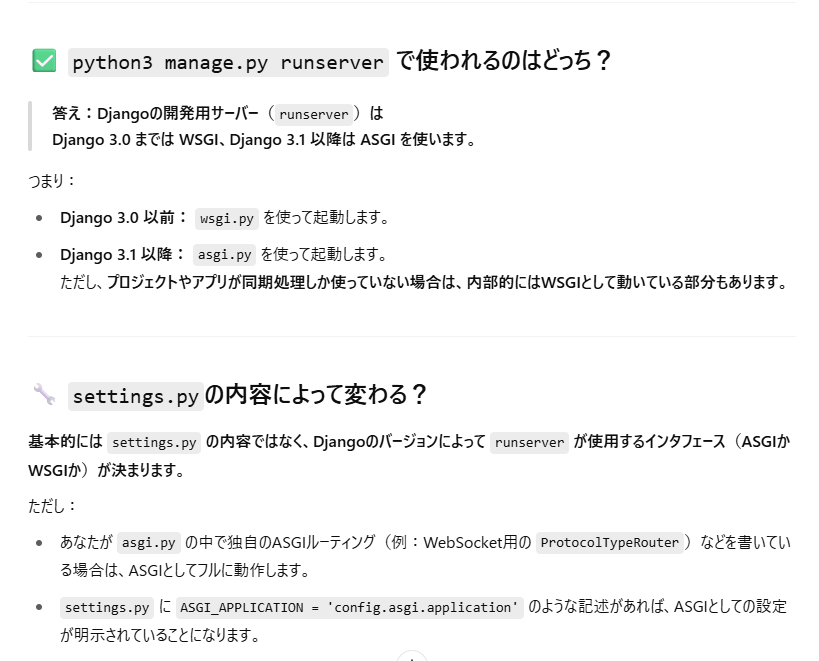 ✅ python3 manage.py runserver で使われるのはどっち？
答え：Djangoの開発用サーバー（runserver）は
Django 3.0 までは WSGI、Django 3.1 以降は ASGI を使います。
つまり：
• Django 3.0 以前： wsgi.py を使って起動します。
• Django 3.1 以降： asgi.py を使って起動します。
ただし、プロジェクトやアプリが同期処理しか使っていない場合は、内部的にはWSGIとして動いている部分もあります。
🔧 settings.pyの内容によって変わる？
基本的には settings.py の内容ではなく、Djangoのバージョンによって runserver が使用するインタフェース（ASGIか
WSGIか）が決まります。
ただし：
• あなたが asgi.py の中で独自のASGIルーティング（例：WebSocket用の ProtocolTypeRouter）などを書いてい
る場合は、ASGIとしてフルに動作します。
• settings.py に ASGI_APPLICATION = 'config.asgi.application' のような記述があれば、ASGIとしての設定
が明示されていることになります。